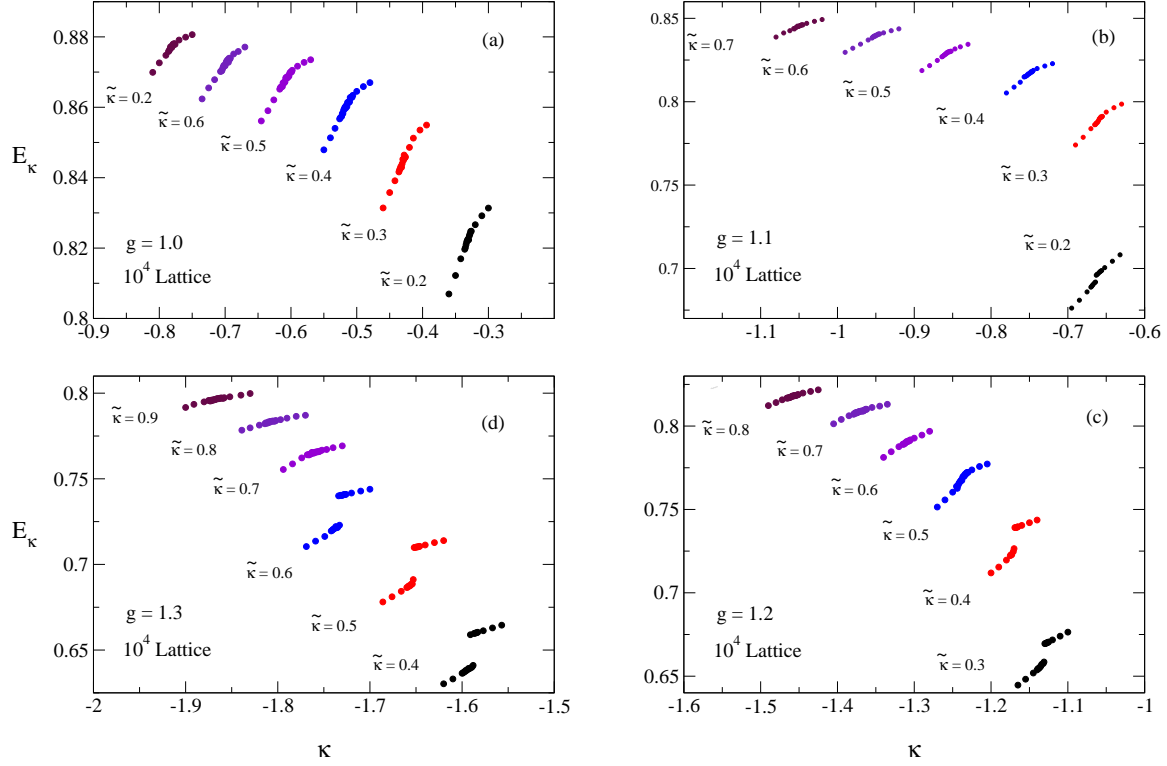 (a)
0.88
0.86
0.84
0.82
0.8
E_κ
κ̃ = 0.2
κ̃ = 0.6
κ̃ = 0.5
κ̃ = 0.4
κ̃ = 0.3
κ̃ = 0.2
g = 1.0
10^4 Lattice
-0.9 -0.8 -0.7 -0.6 -0.5 -0.4 -0.3
(b)
0.85
0.8
0.75
0.7
κ̃ = 0.7
κ̃ = 0.6
κ̃ = 0.5
κ̃ = 0.4
κ̃ = 0.3
κ̃ = 0.2
g = 1.1
10^4 Lattice
-1.1 -1 -0.9 -0.8 -0.7 -0.6
(d)
0.8
0.75
0.7
0.65
E_κ
κ̃ = 0.9
κ̃ = 0.8
κ̃ = 0.7
κ̃ = 0.6
κ̃ = 0.5
κ̃ = 0.4
g = 1.3
10^4 Lattice
-2 -1.9 -1.8 -1.7 -1.6 -1.5
κ
(c)
0.8
0.75
0.7
0.65
κ̃ = 0.8
κ̃ = 0.7
κ̃ = 0.6
κ̃ = 0.5
κ̃ = 0.4
κ̃ = 0.3
g = 1.2
10^4 Lattice
-1.6 -1.5 -1.4 -1.3 -1.2 -1.1 -1
κ